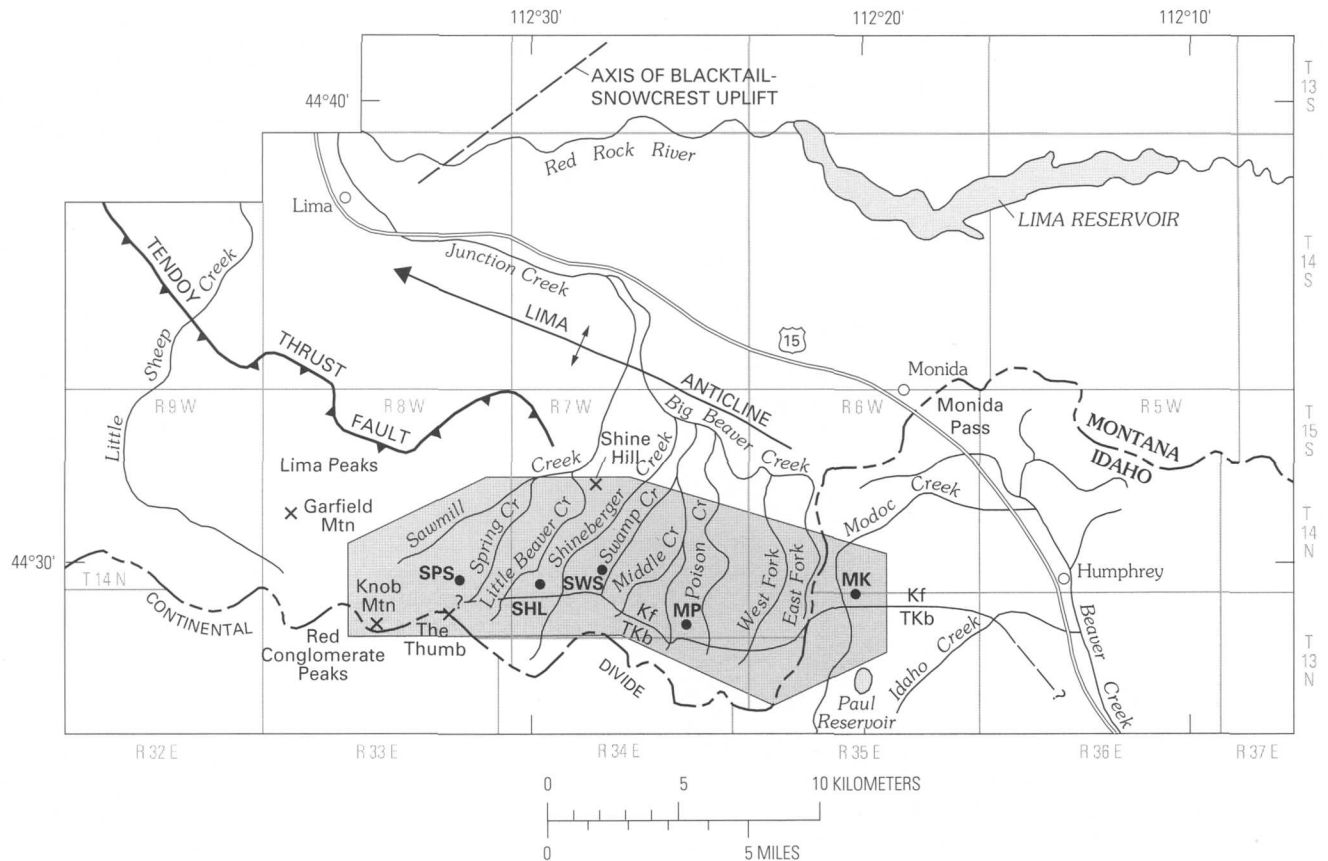 112°30'
112°20'
112°10'
AXIS OF BLACKTAIL-
SNOWCREST UPLIFT
T
13
S
44°40'
Red Rock River
Lima
LIMA RESERVOIR
TENDOY
Creek
Junction Creek
T
14
S
LIMA
15
THRUST
Sheep
ANTICLINE
Monida
R 9 W
R 8 W
R 7 W
R 6 W
R 5 W
Monida
Pass
Big Beaver
Creek
FAULT
MONTANA
IDAHO
T
15
S
Little
Lima Peaks
Creek
Shine
Hill
Garfield
Mtn
Sawmill
Spring Cr
Little Beaver Cr
Shineberger Creek
Swamp Cr
Middle Cr
Poison Cr
West Fork
East Fork
Modoc
Creek
T
14
N
44°30'
T 14 N
SPS
SHL
SWS
MP
MK
Humphrey
CONTINENTAL
Knob
Mtn
?
Kf
TKb
Kf
TKb
Red
Conglomerate
Peaks
The
Thumb
DIVIDE
Idaho Creek
Beaver
Creek
?
Paul
Reservoir
T
13
N
R 32 E
R 33 E
R 34 E
R 35 E
R 36 E
R 37 E
0
5
10 KILOMETERS
0
5 MILES